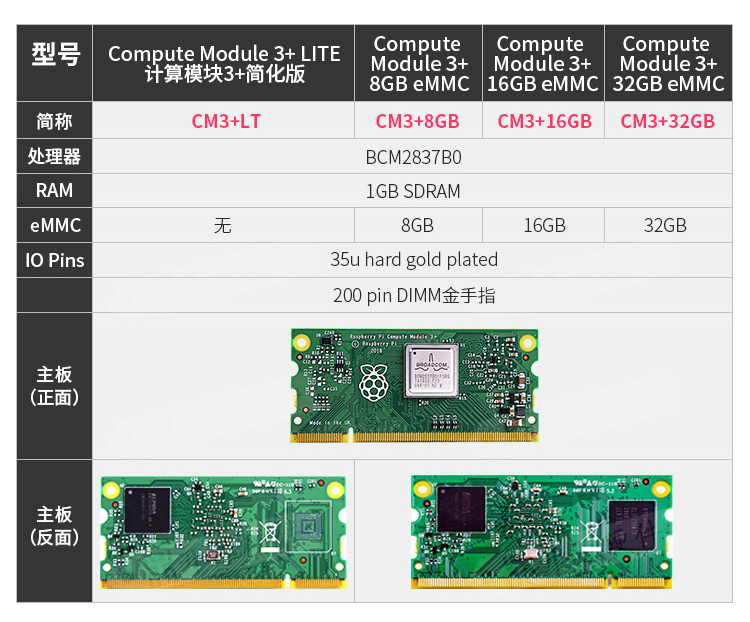 型号
Compute Module 3+ LITE
计算模块3+简化版
Compute
Module 3+
8GB eMMC
Compute
Module 3+
16GB eMMC
Compute
Module 3+
32GB eMMC
简称
CM3+LT
CM3+8GB
CM3+16GB
CM3+32GB
处理器
BCM2837B0
RAM
1GB SDRAM
eMMC
无
8GB
16GB
32GB
IO Pins
35u hard gold plated
200 pin DIMM金手指
主板
(正面)
Raspberry Pi Compute Module 3+
© Raspberry Pi
2018
BROADCOM
Made in the UK
主板
(反面)